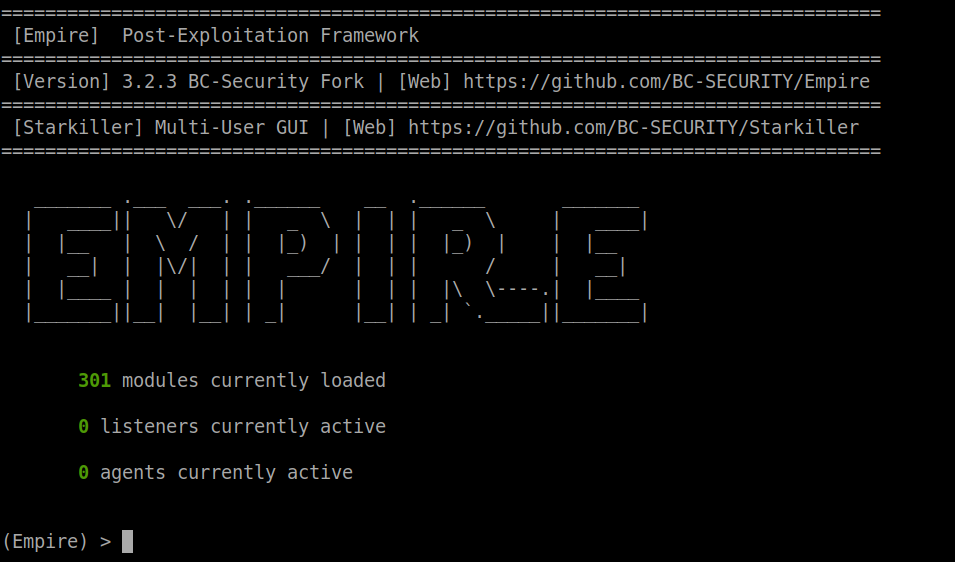 ================================================================================
[Empire]  Post-Exploitation Framework
================================================================================
[Version] 3.2.3 BC-Security Fork | [Web] https://github.com/BC-SECURITY/Empire
================================================================================
[Starkiller] Multi-User GUI | [Web] https://github.com/BC-SECURITY/Starkiller
================================================================================
EMPIRE
301 modules currently loaded
0 listeners currently active
0 agents currently active
(Empire) >